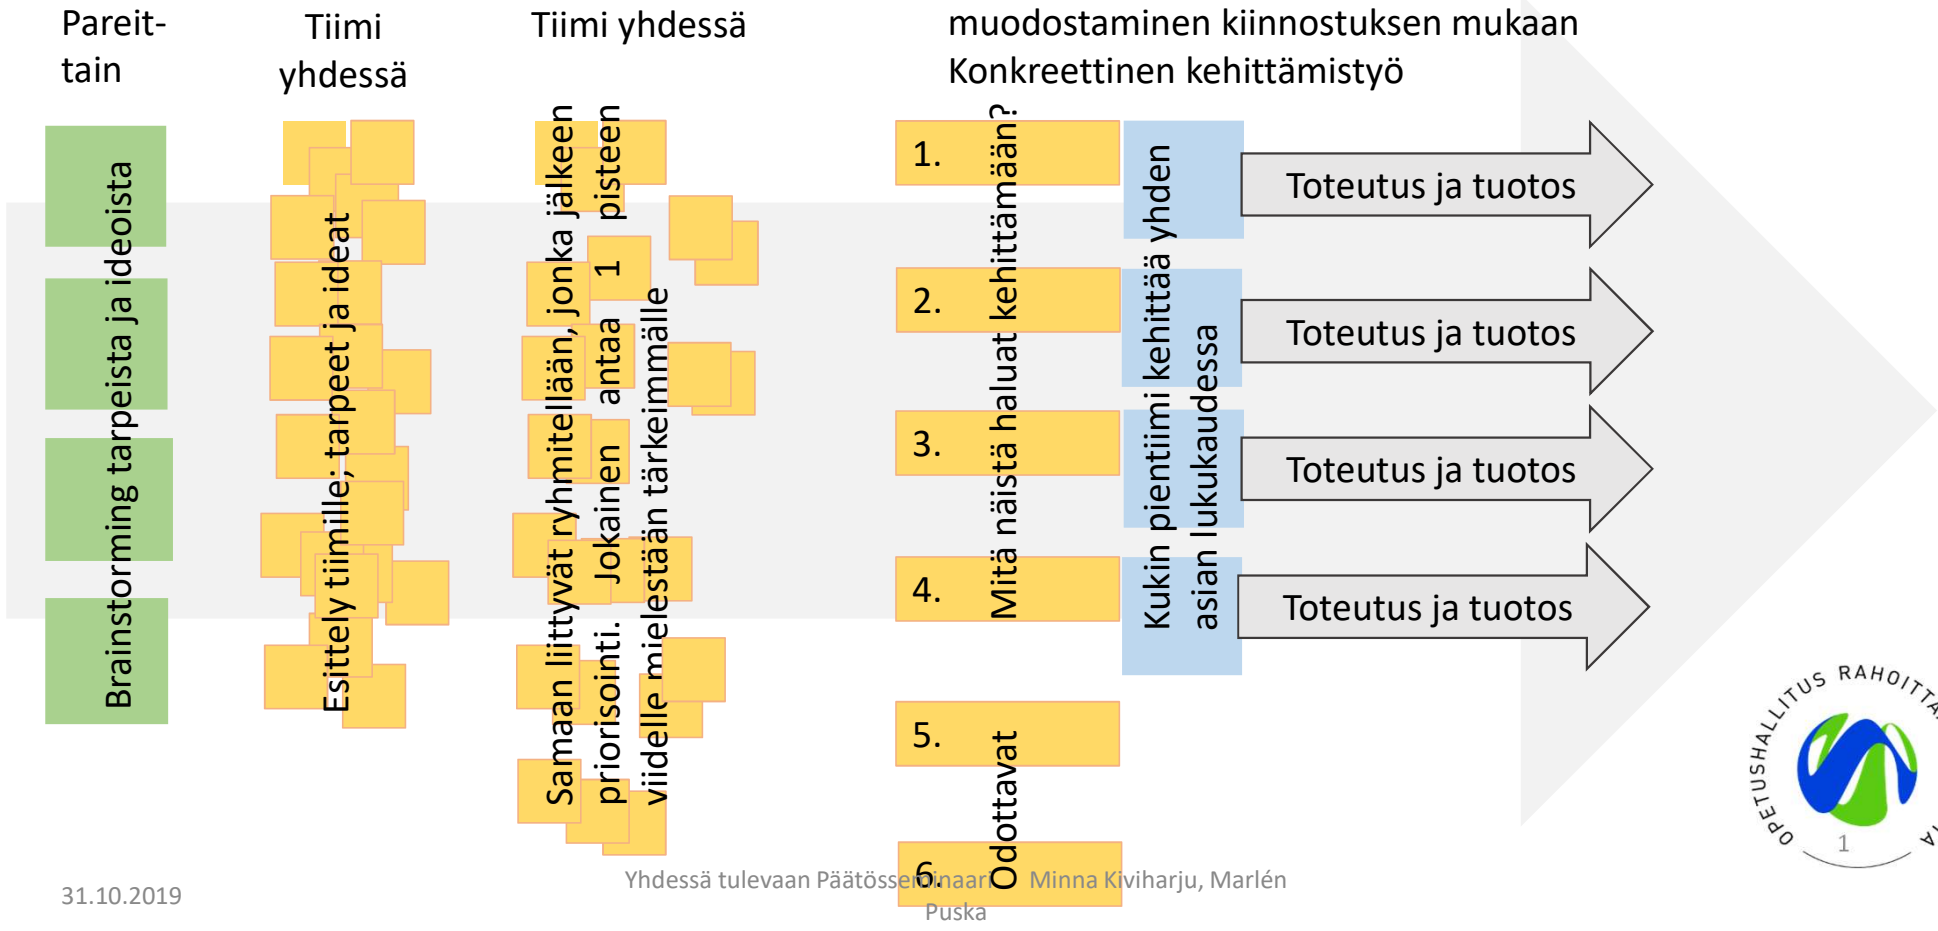 Pareit-
tain
Tiimi
yhdessä
Tiimi yhdessä
muodostaminen kiinnostuksen mukaan
Konkreettinen kehittämistyö
Brainstorming tarpeista ja ideoista
Esittely tiimille; tarpeet ja ideat
Samaan liittyvät ryhmitellään, jonka jälkeen
priorisointi. Jokainen antaa 1 pisteen
viidelle mielestään tärkeimmälle
1.
2.
3.
4.
5.
6.
Mitä näistä haluat kehittämään?
Odottavat
Kukin pientiimi kehittää yhden
asian lukukaudessa
Toteutus ja tuotos
Toteutus ja tuotos
Toteutus ja tuotos
Toteutus ja tuotos
OPETUSHALLITUS
1
31.10.2019
Yhdessä tulevaan Päätösseminaari Minna Kiviharju, Marlén
Puska